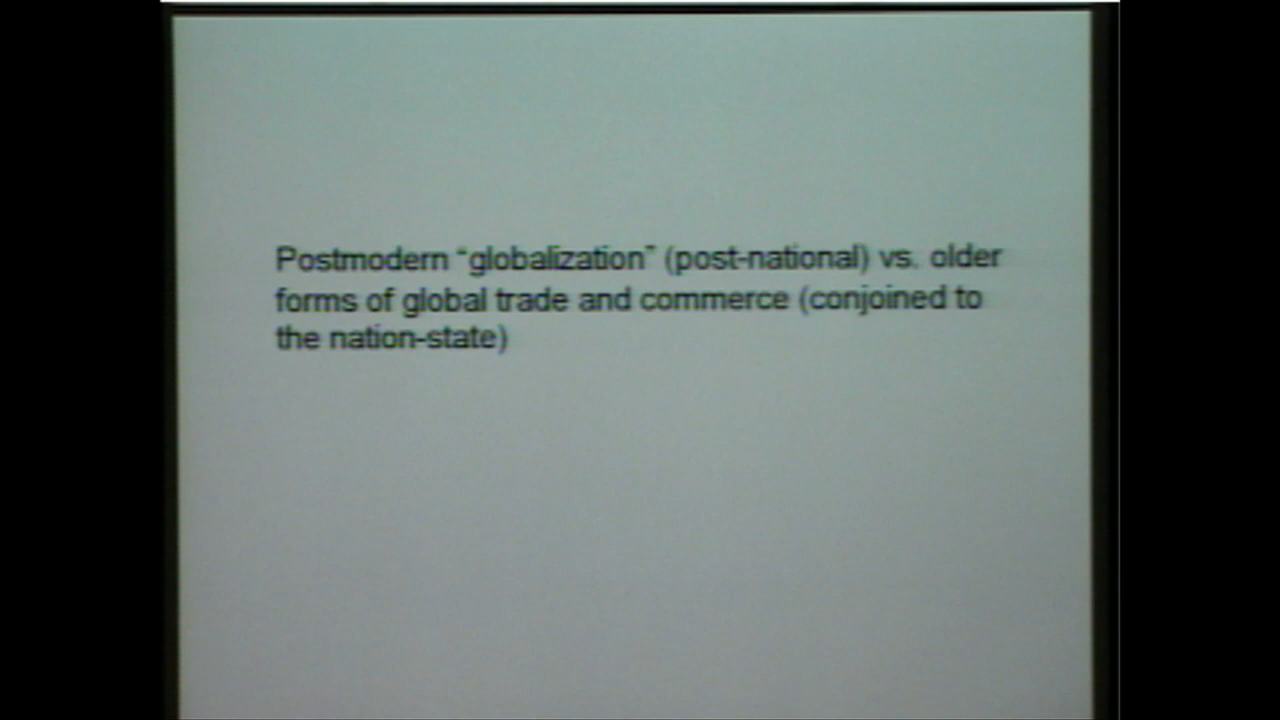 Postmodern “globalization” (post-national) vs. older
forms of global trade and commerce (conjoined to
the nation-state)